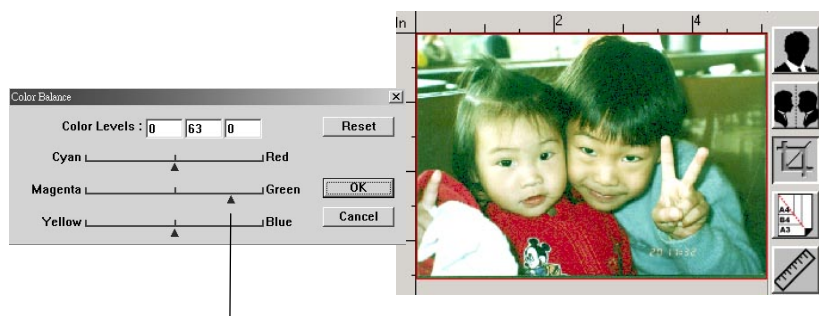 Color Balance
Color Levels : 0 63 0
Reset
Cyan Red
Magenta Green
OK
Yellow Blue
Cancel
In
2
4
A4
B4
A3